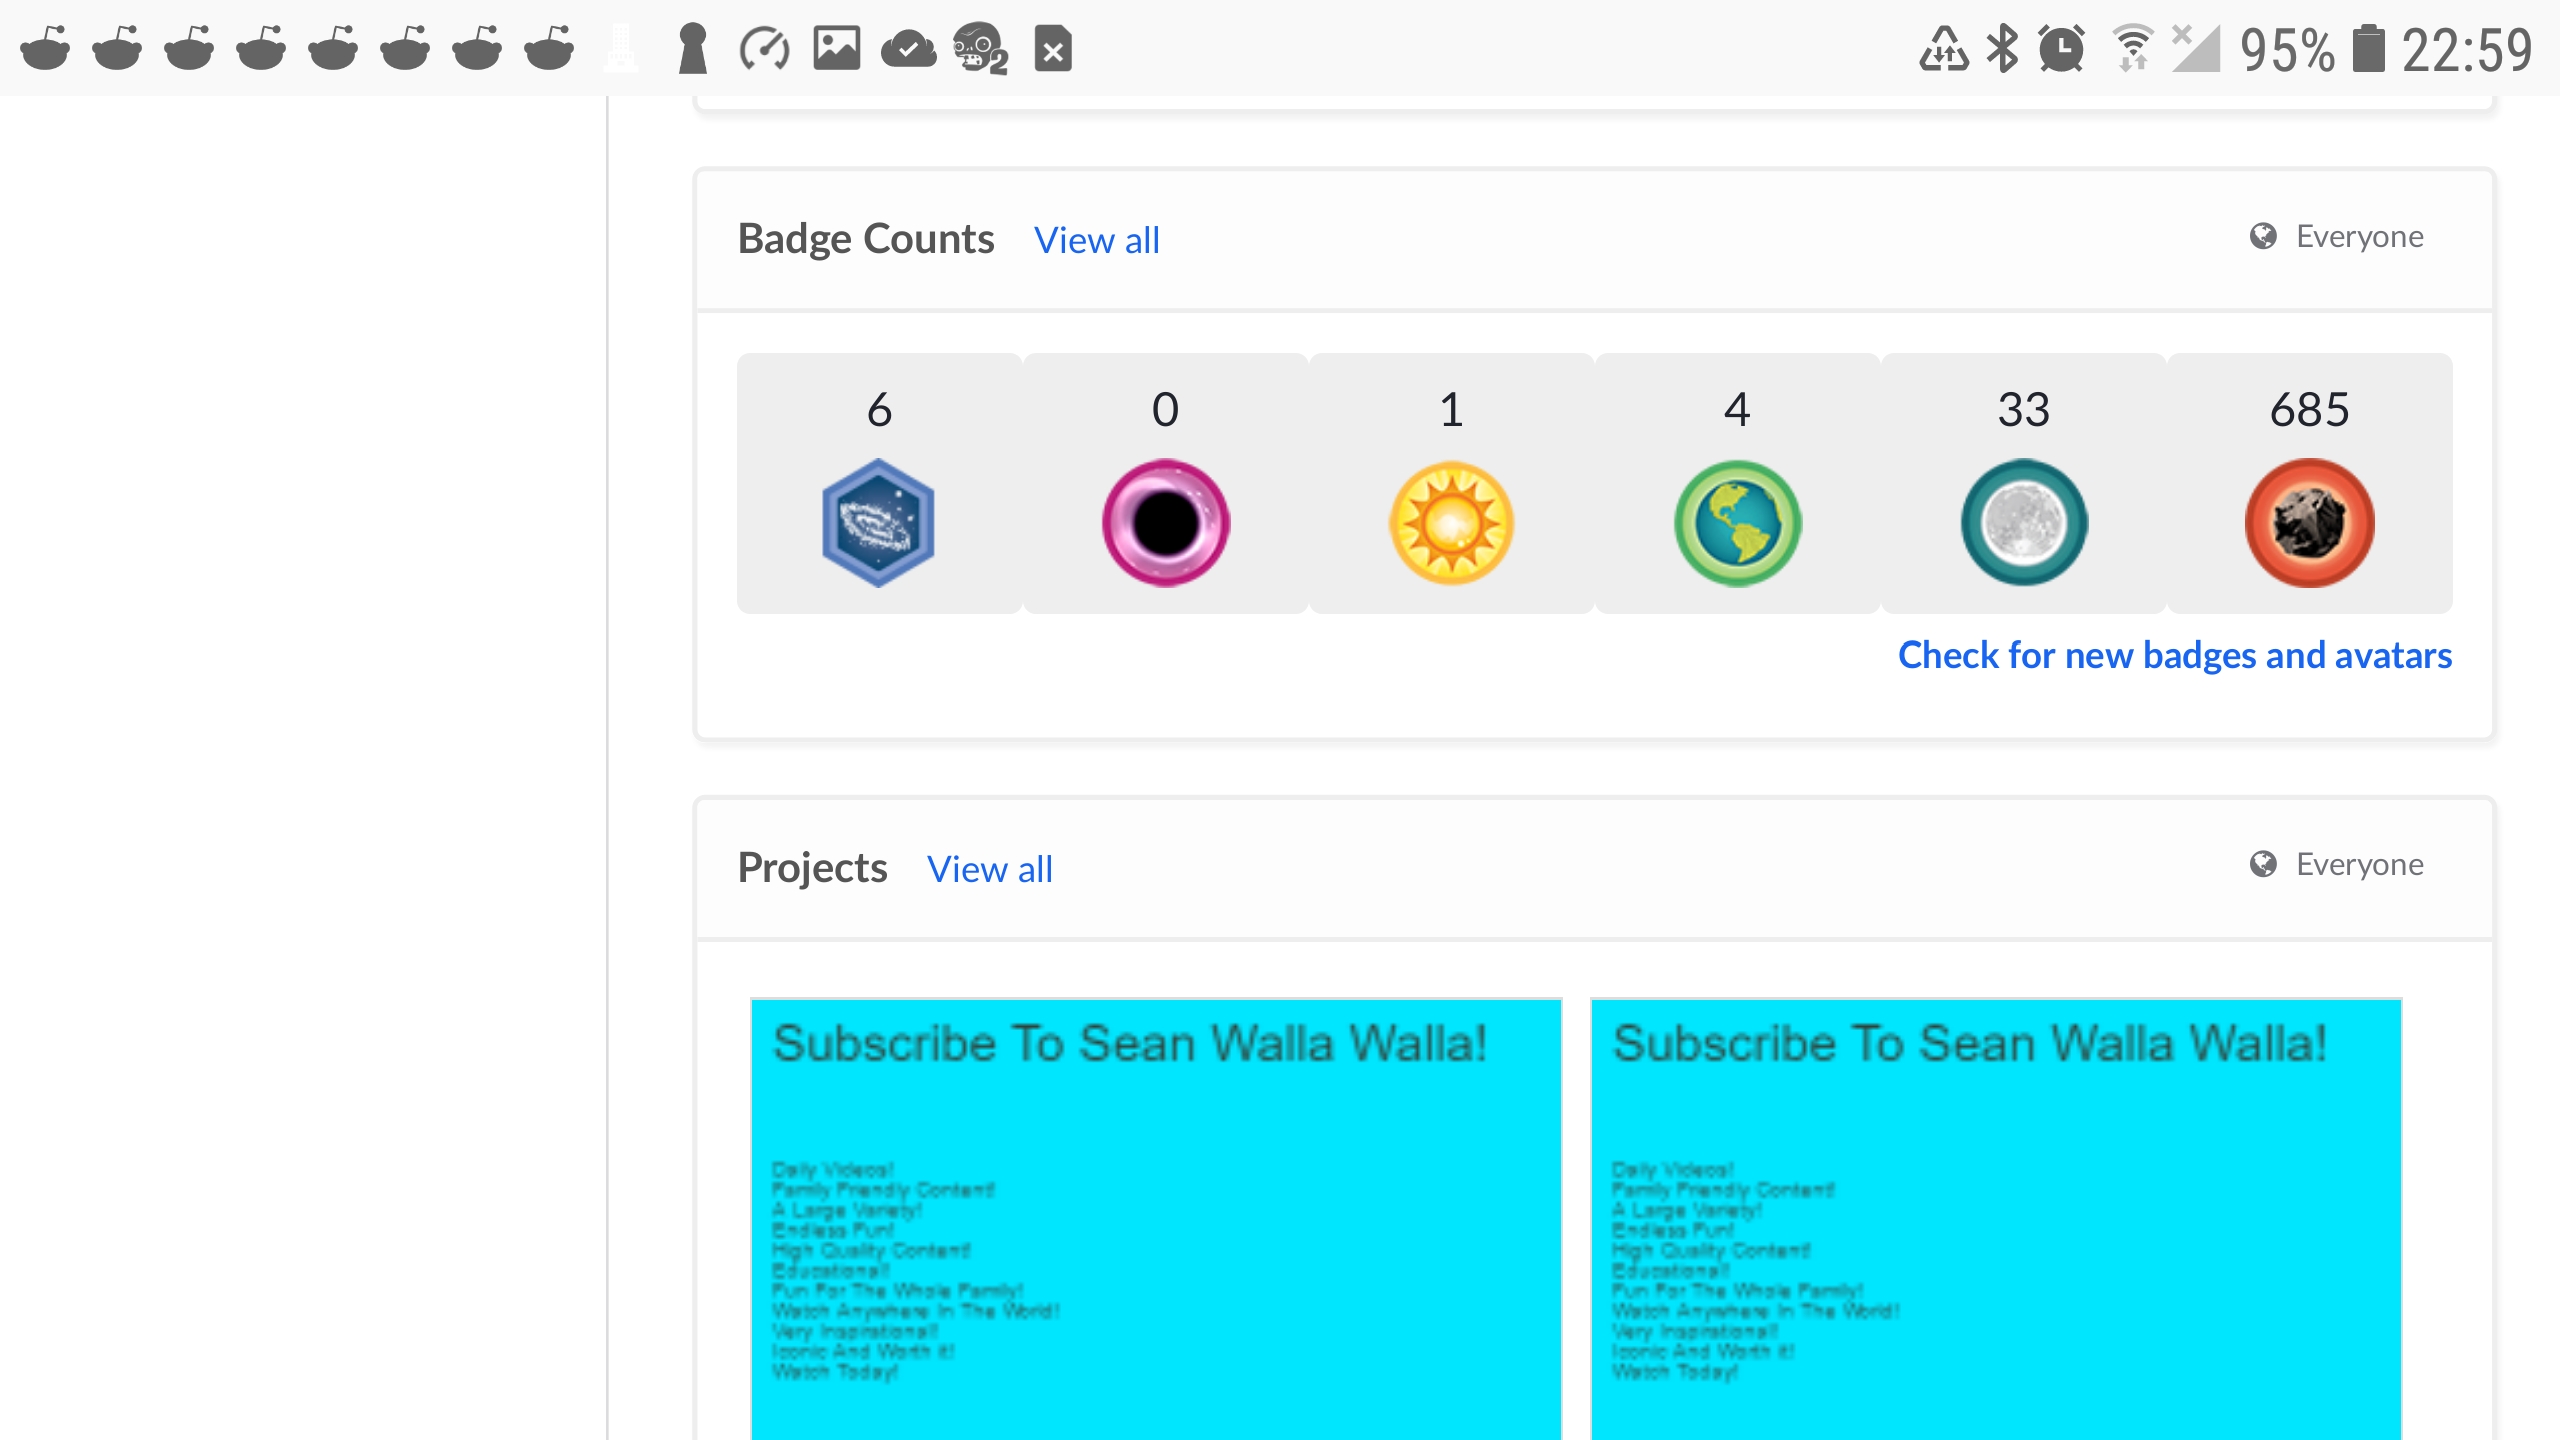 2
95% 22:59
Badge Counts View all Everyone
6 0 1 4 33 685
Check for new badges and avatars
Projects View all Everyone
Subscribe To Sean Walla Walla! Subscribe To Sean Walla Walla!
Daily Videos! Daily Videos!
Family Friendly Content! Family Friendly Content!
A Large Variety! A Large Variety!
Endless Fun! Endless Fun!
High Quality Content! High Quality Content!
Educational! Educational!
Fun For The Whole Family! Fun For The Whole Family!
Watch Anywhere In The World! Watch Anywhere In The World!
Very Inspirational! Very Inspirational!
Iconic And Worth it! Iconic And Worth it!
Watch Today! Watch Today!